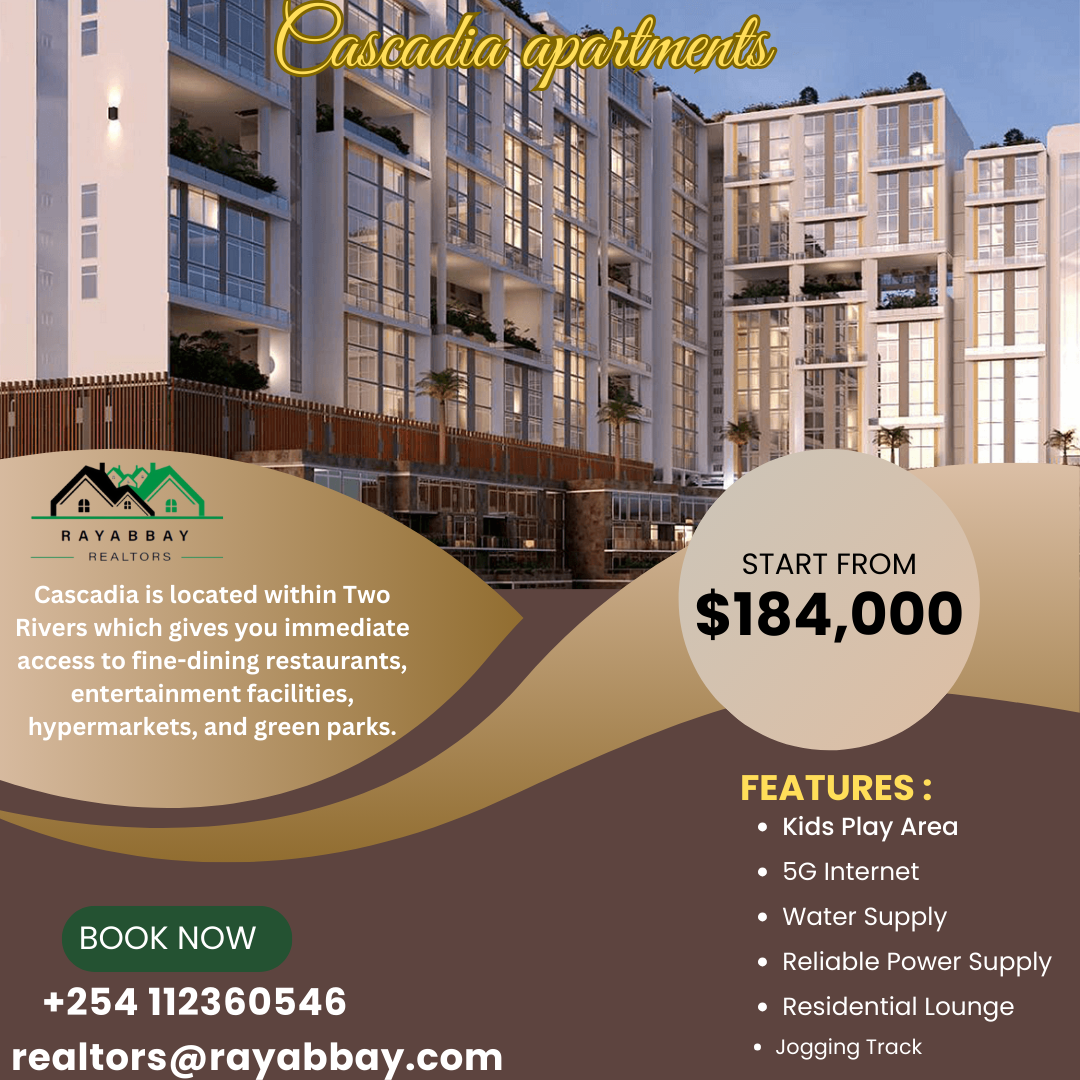 Cascadia apartments
RAYABBAY
REALTORS
Cascadia is located within Two
Rivers which gives you immediate
access to fine-dining restaurants,
entertainment facilities,
hypermarkets, and green parks.
START FROM
$184,000
FEATURES :
• Kids Play Area
• 5G Internet
• Water Supply
• Reliable Power Supply
• Residential Lounge
• Jogging Track
BOOK NOW
+254 112360546
realtors@rayabbay.com